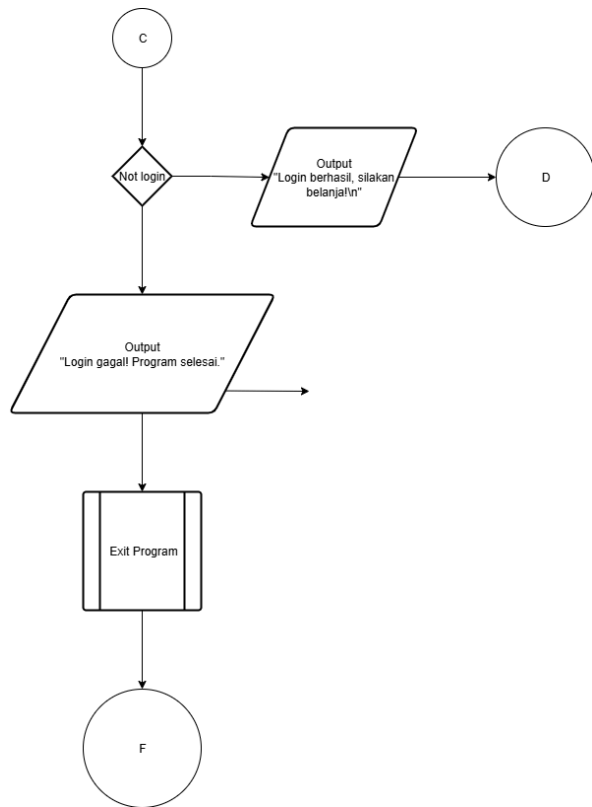 C
Not login
Output
"Login berhasil, silakan
belanja!\n"
D
Output
"Login gagal! Program selesai."
Exit Program
F